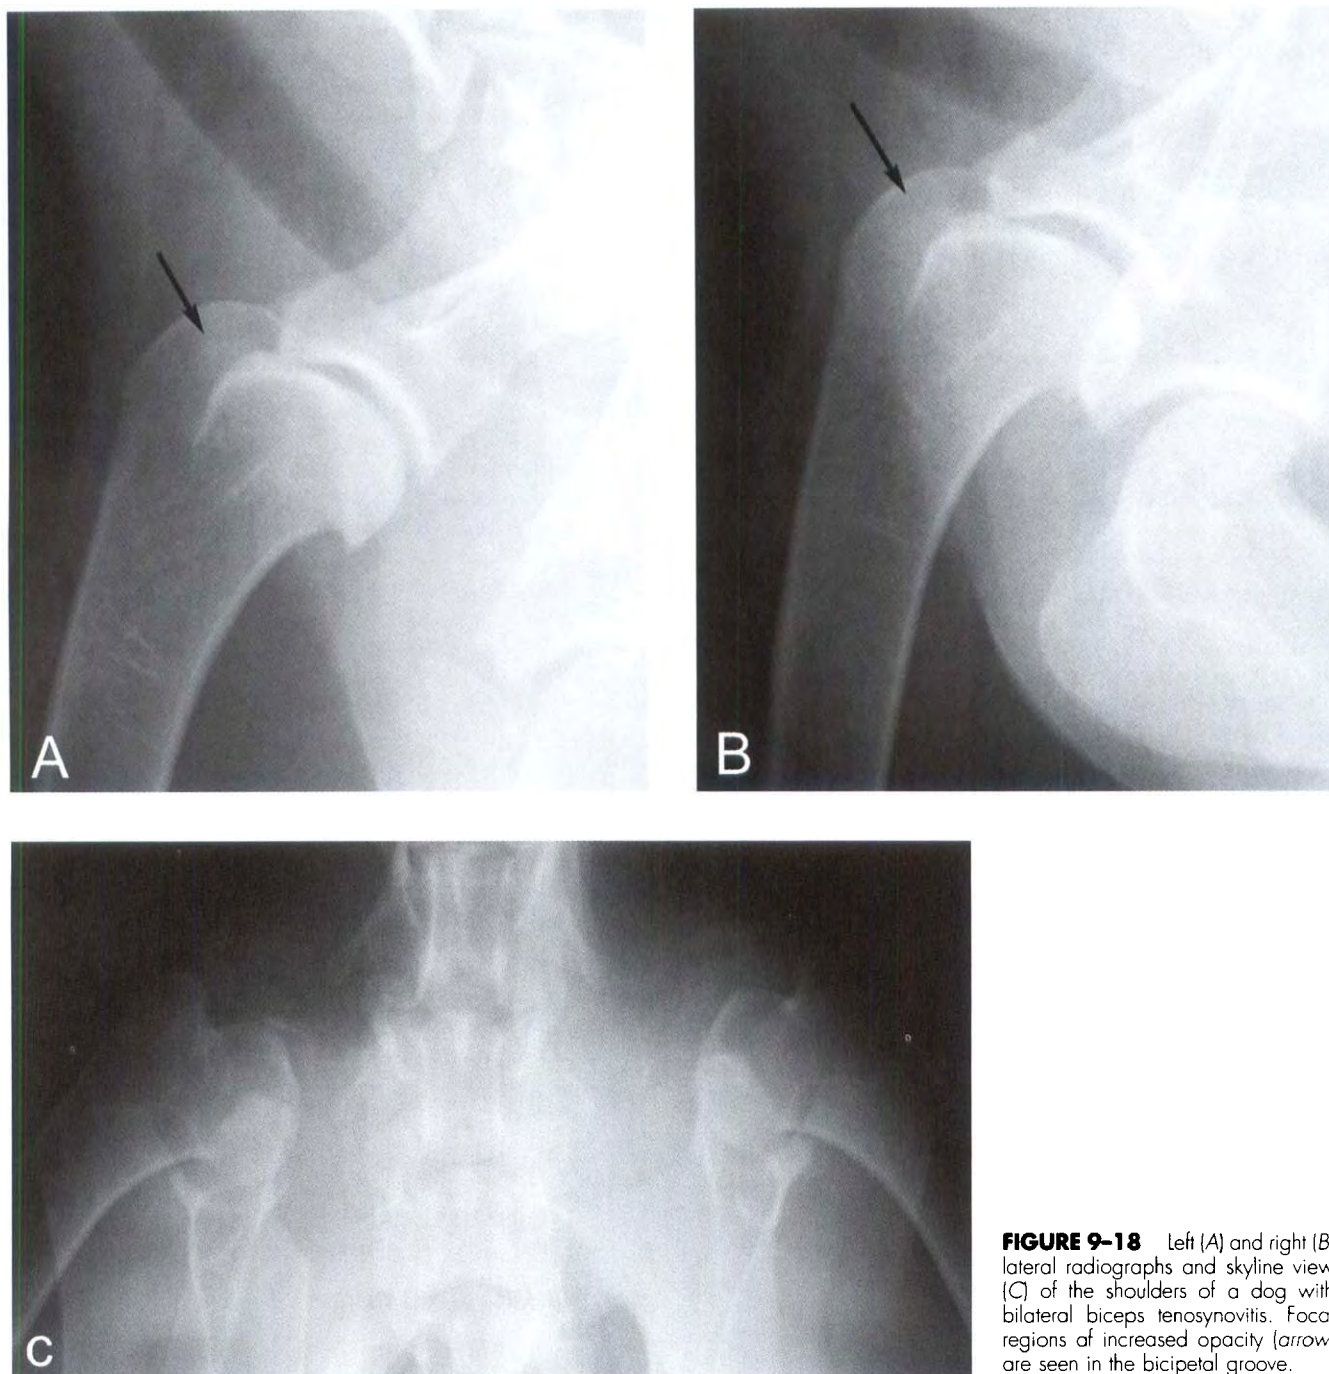 A
B
C
FIGURE 9–18 Left (A) and right (B
lateral radiographs and skyline view
(C) of the shoulders of a dog with
bilateral biceps tenosynovitis. Foca
regions af increased opacity (arrow
are seen in the bicipetal groove.